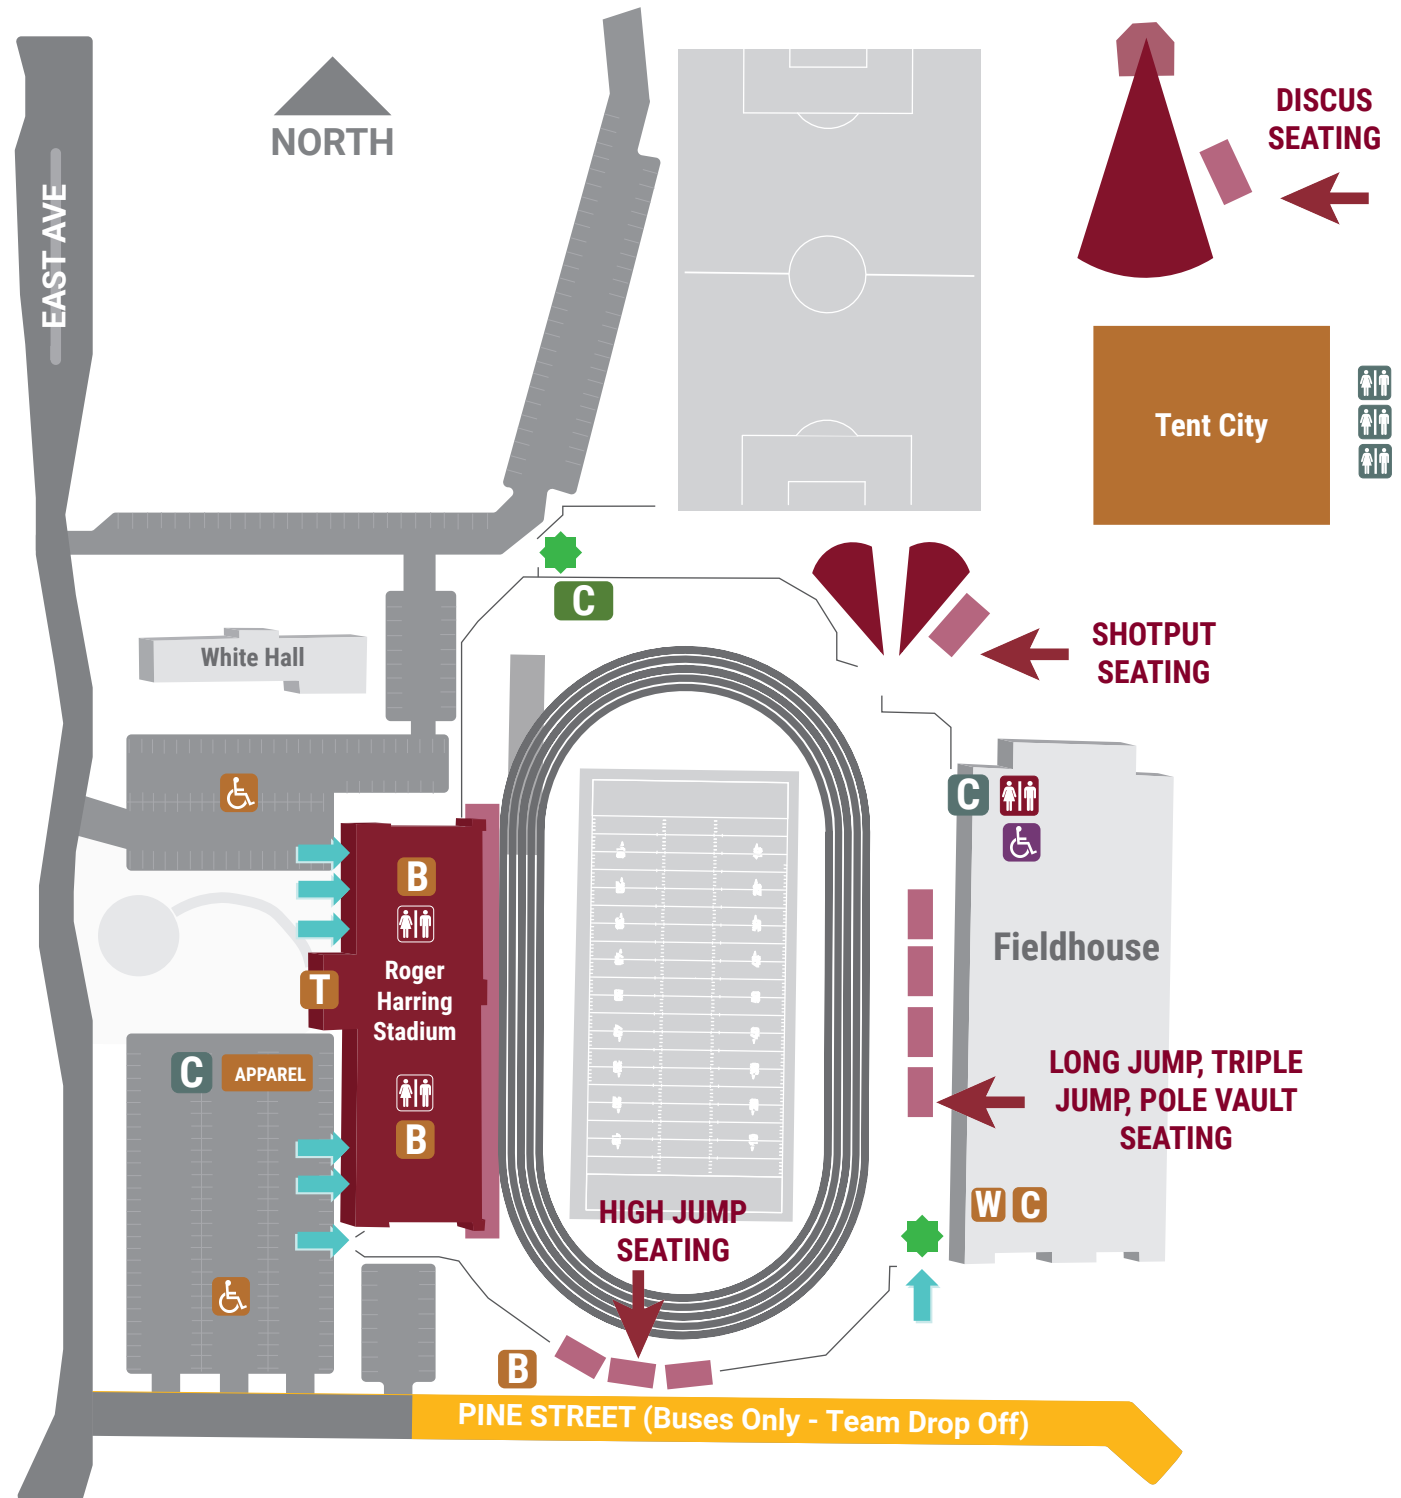 NORTH
DISCUS
SEATING
EAST AVE
Tent City
C
White Hall
SHOTPUT
SEATING
C
B
Roger
Harring
Stadium
T
Fieldhouse
C
APPAREL
B
LONG JUMP, TRIPLE
JUMP, POLE VAULT
SEATING
W C
HIGH JUMP
SEATING
B
PINE STREET (Buses Only - Team Drop Off)